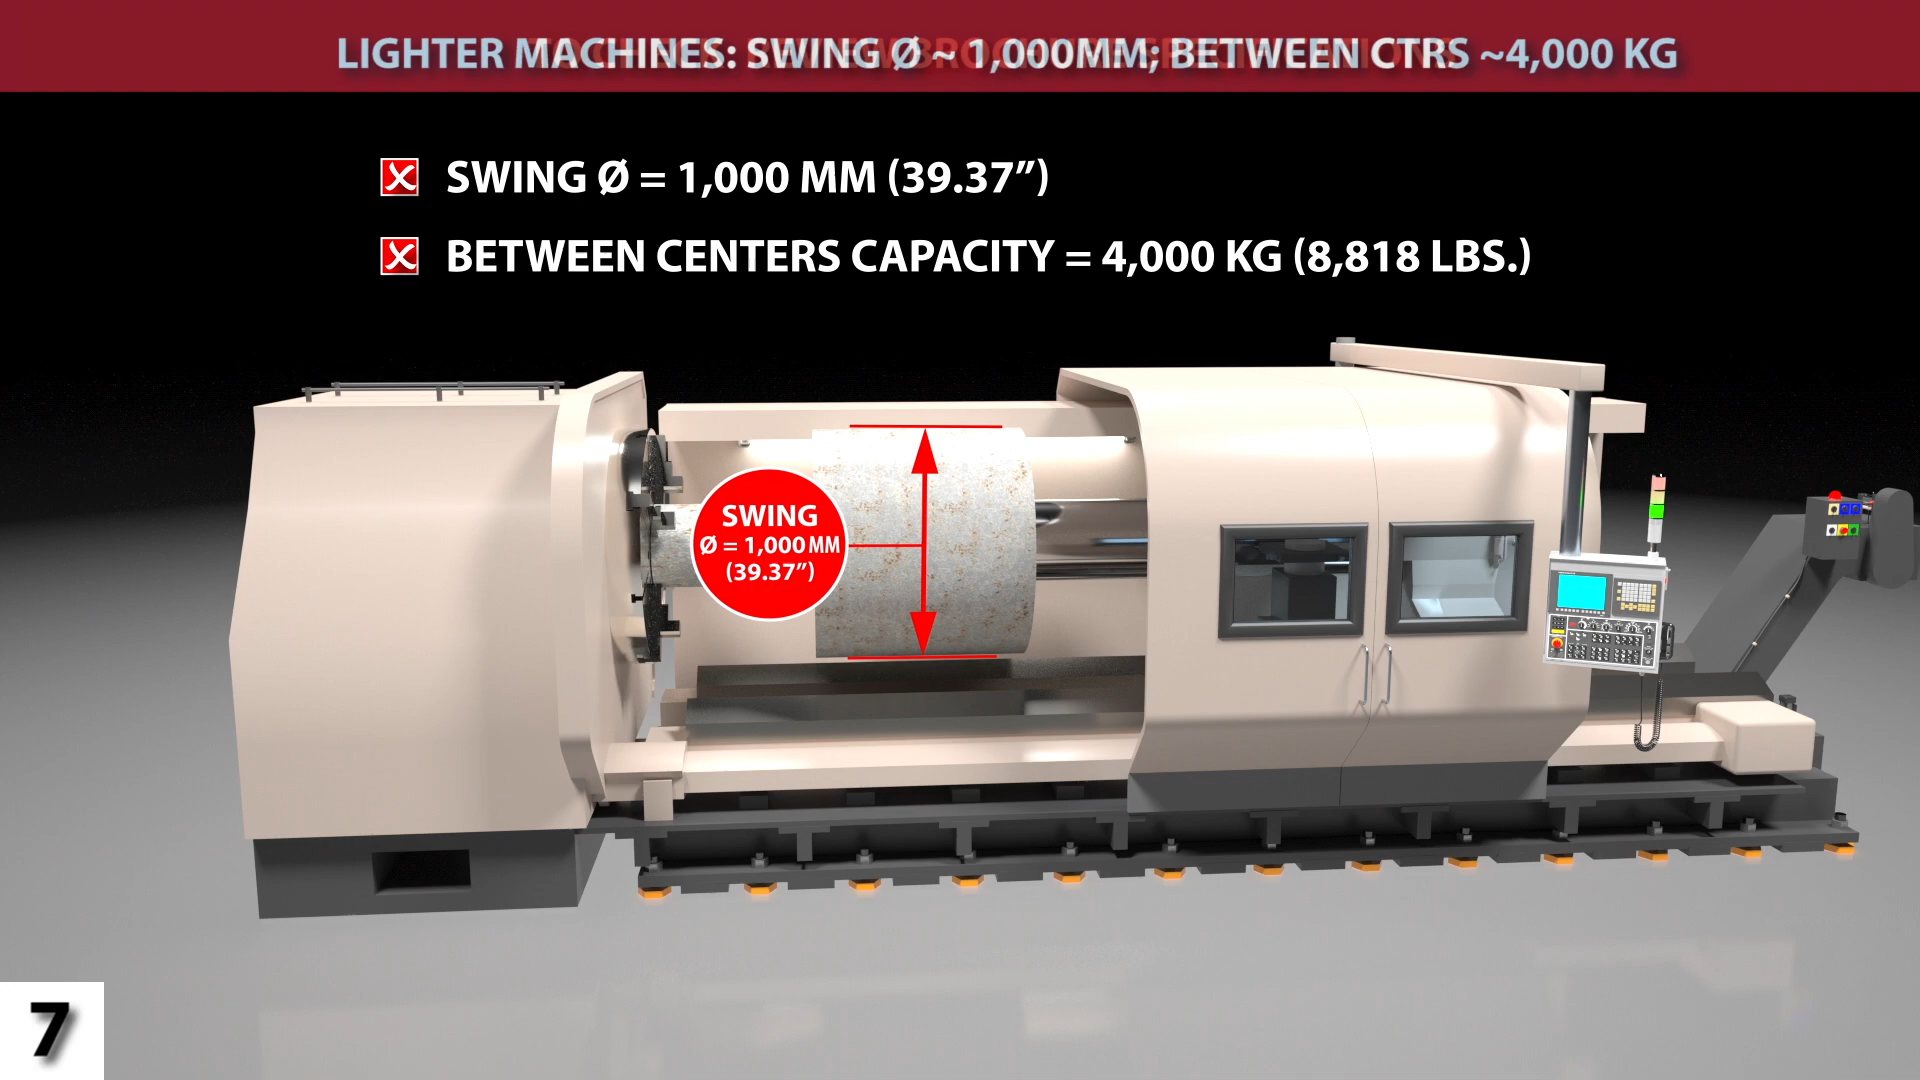 LIGHTER MACHINES: SWING Ø ~ 1,000MM; BETWEEN CTRS ~4,000 KG
SWING Ø = 1,000 MM (39.37”)
BETWEEN CENTERS CAPACITY = 4,000 KG (8,818 LBS.)
SWING
Ø = 1,000 MM
(39.37”)
7